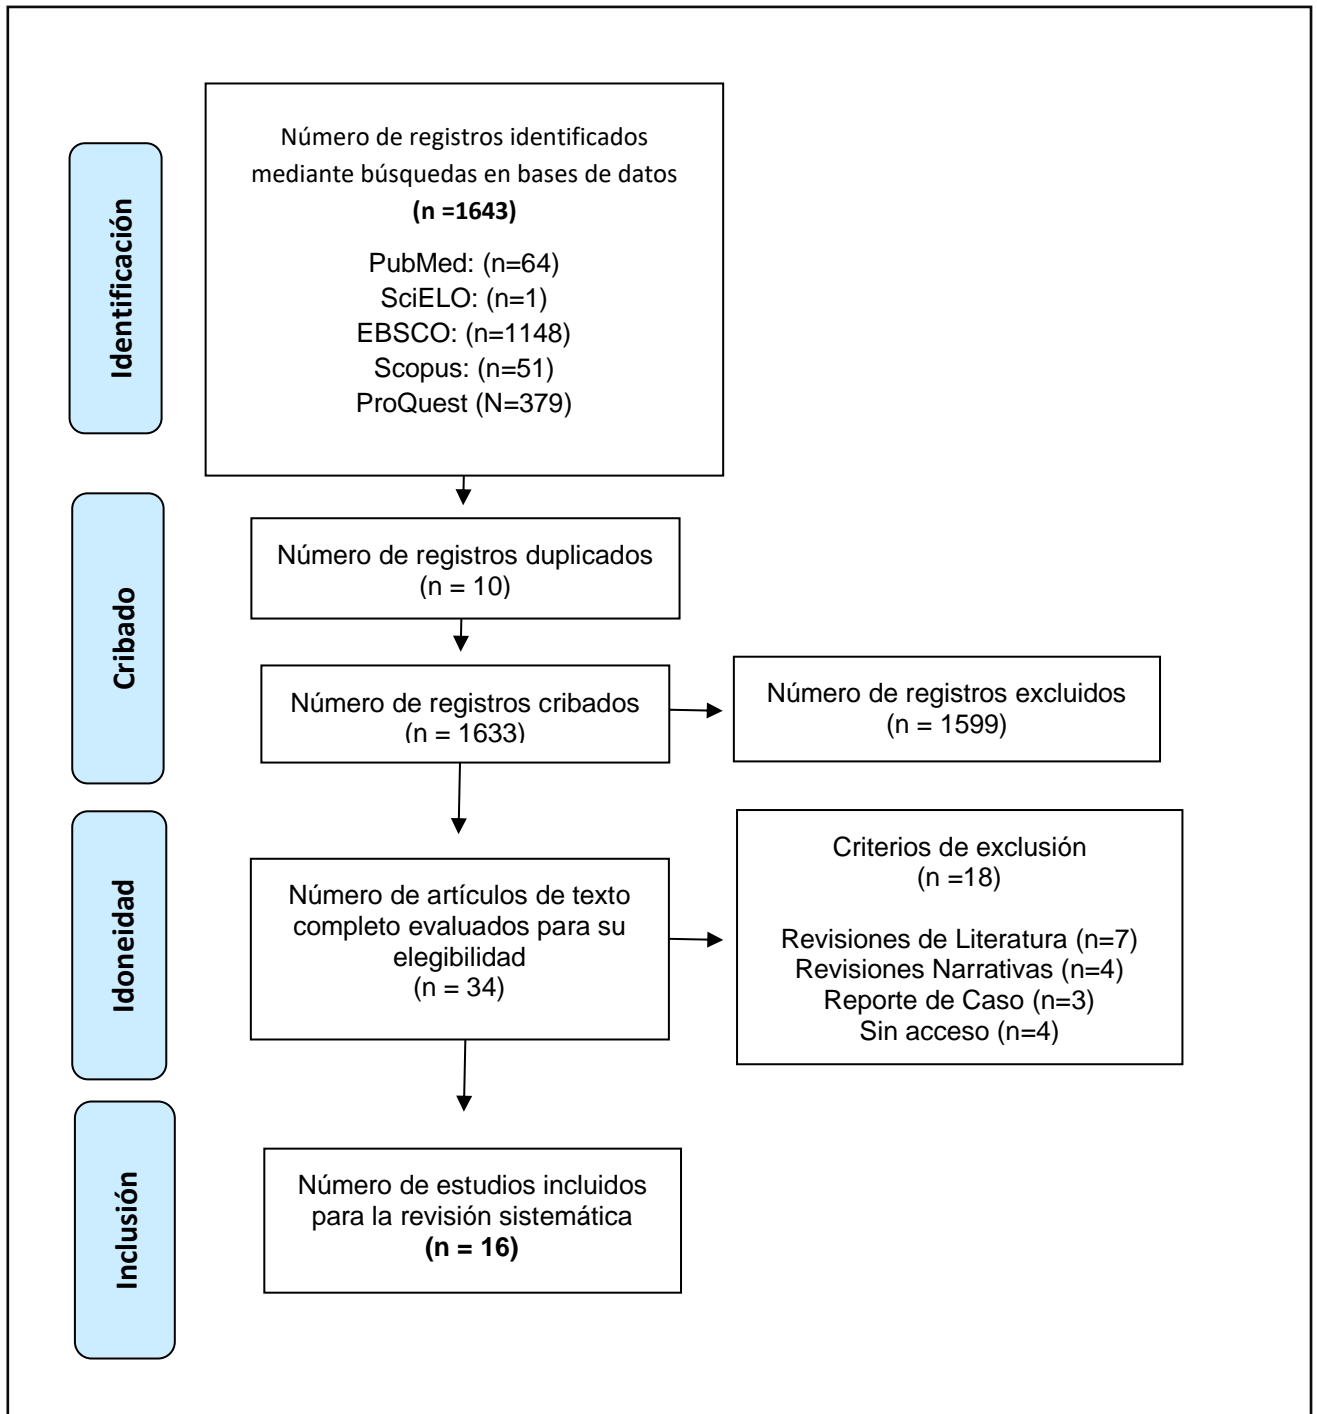 Identificación
Número de registros identificados
mediante búsquedas en bases de datos
(n =1643)
PubMed: (n=64)
SciELO: (n=1)
EBSCO: (n=1148)
Scopus: (n=51)
ProQuest (N=379)
Cribado
Número de registros duplicados
(n = 10)
Número de registros cribados
(n = 1633)
Número de registros excluidos
(n = 1599)
Idoneidad
Número de artículos de texto
completo evaluados para su
elegibilidad
(n = 34)
Criterios de exclusión
(n =18)
Revisiones de Literatura (n=7)
Revisiones Narrativas (n=4)
Reporte de Caso (n=3)
Sin acceso (n=4)
Inclusión
Número de estudios incluidos
para la revisión sistemática
(n = 16)